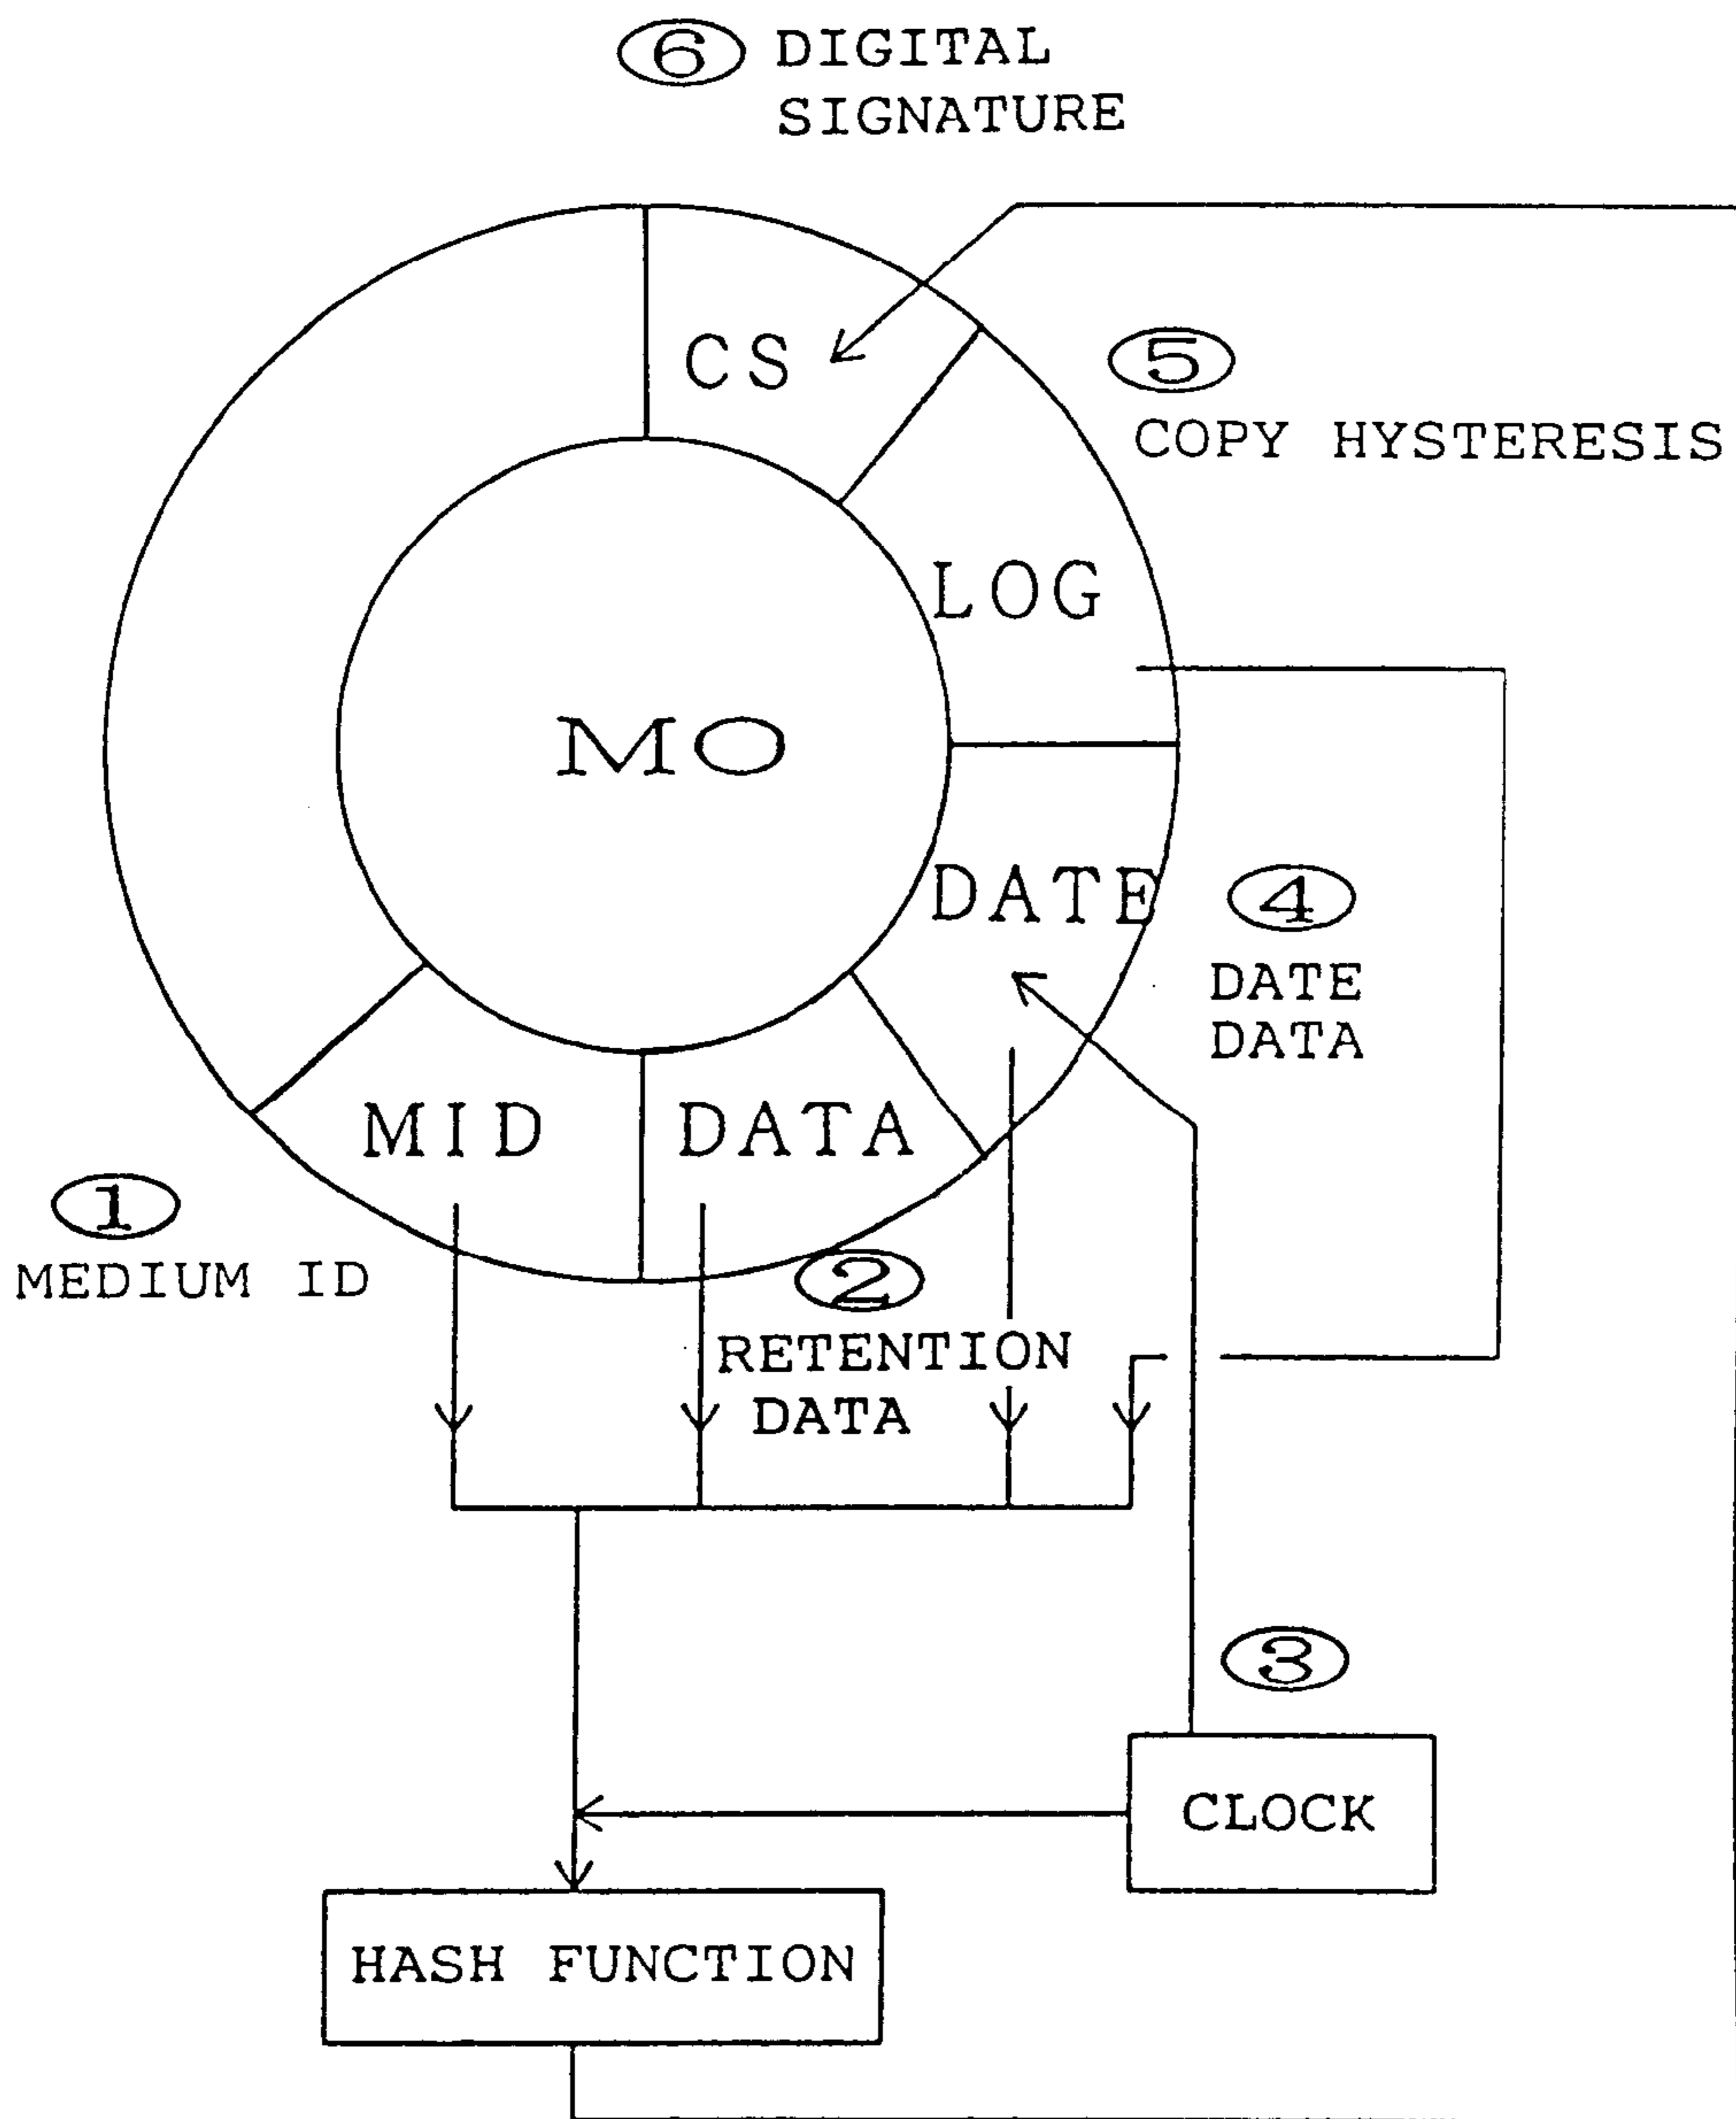 ⑥ DIGITAL
SIGNATURE
CS
⑤
COPY HYSTERESIS
LOG
MO
DATE
④
DATE
DATA
MID
DATA
①
MEDIUM ID
②
RETENTION
DATA
③
CLOCK
HASH FUNCTION